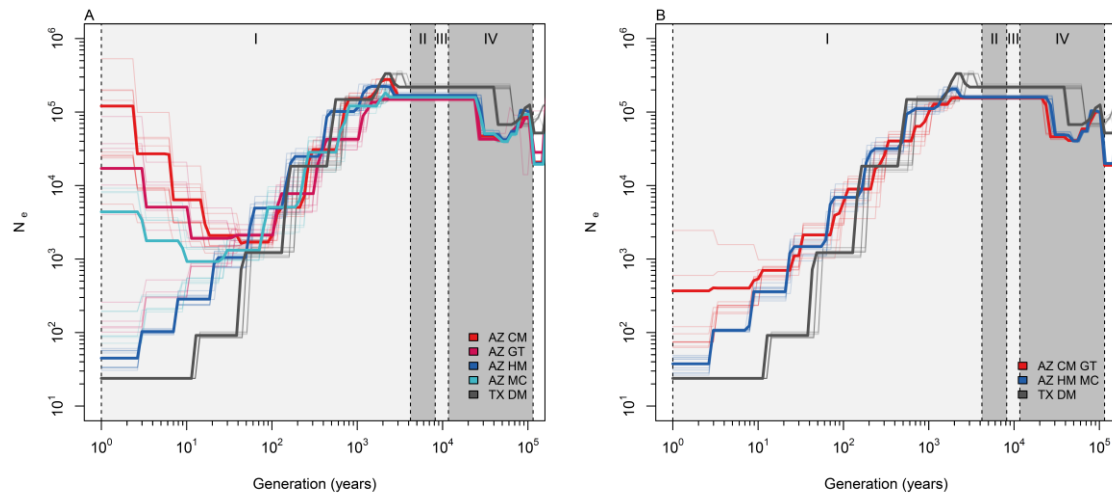 A
I II III IV
10^6
10^5
10^4
10^3
10^2
10^1
N_e
AZ CM
AZ GT
AZ HM
AZ MC
TX DM
10^0 10^1 10^2 10^3 10^4 10^5
Generation (years)
B
I II III IV
10^6
10^5
10^4
10^3
10^2
10^1
N_e
AZ CM GT
AZ HM MC
TX DM
10^0 10^1 10^2 10^3 10^4 10^5
Generation (years)